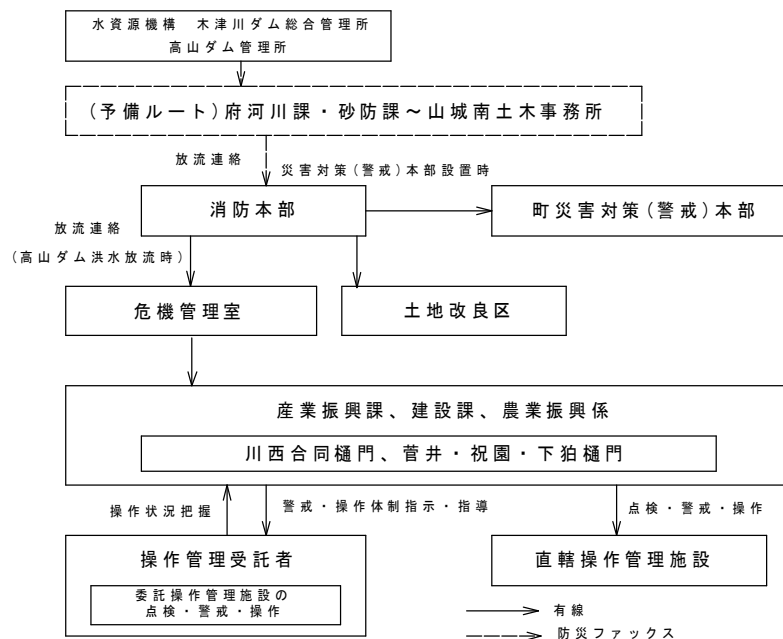 水資源機構　木津川ダム総合管理所
高山ダム管理所
(予備ルート)府河川課・砂防課～山城南土木事務所
放流連絡
災害対策(警戒)本部設置時
消防本部
町災害対策(警戒)本部
放流連絡
(高山ダム洪水放流時)
危機管理室
土地改良区
産業振興課、建設課、農業振興係
川西合同樋門、菅井・祝園・下狛樋門
操作状況把握
警戒・操作体制指示・指導
点検・警戒・操作
操作管理受託者
直轄操作管理施設
委託操作管理施設の
点検・警戒・操作
有線
防災ファックス